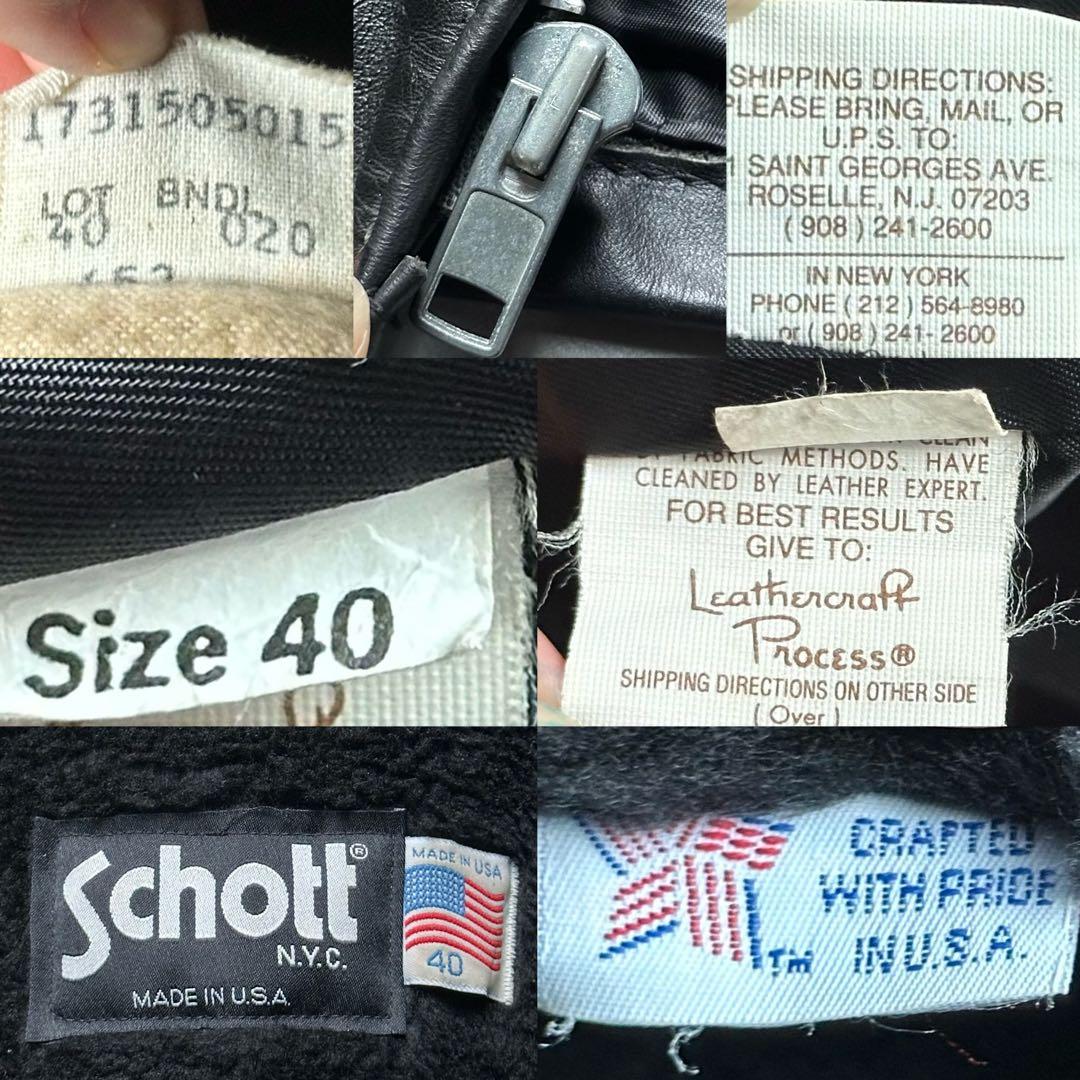 1731505015
LOT BNDL
40 020
SHIPPING DIRECTIONS:
PLEASE BRING, MAIL, OR
U.P.S. TO:
1 SAINT GEORGES AVE.
ROSELLE, N.J. 07203
( 908 ) 241-2600
IN NEW YORK
PHONE ( 212 ) 564-8980
or ( 908 ) 241-2600
Size 40
CLEAN
FABRIC METHODS. HAVE
CLEANED BY LEATHER EXPERT.
FOR BEST RESULTS
GIVE TO:
Leathercraft
Process®
SHIPPING DIRECTIONS ON OTHER SIDE
( Over )
Schott®
N.Y.C.
MADE IN U.S.A.
MADE IN USA
40
CRAFTED
WITH PRIDE
IN U.S.A.
TM